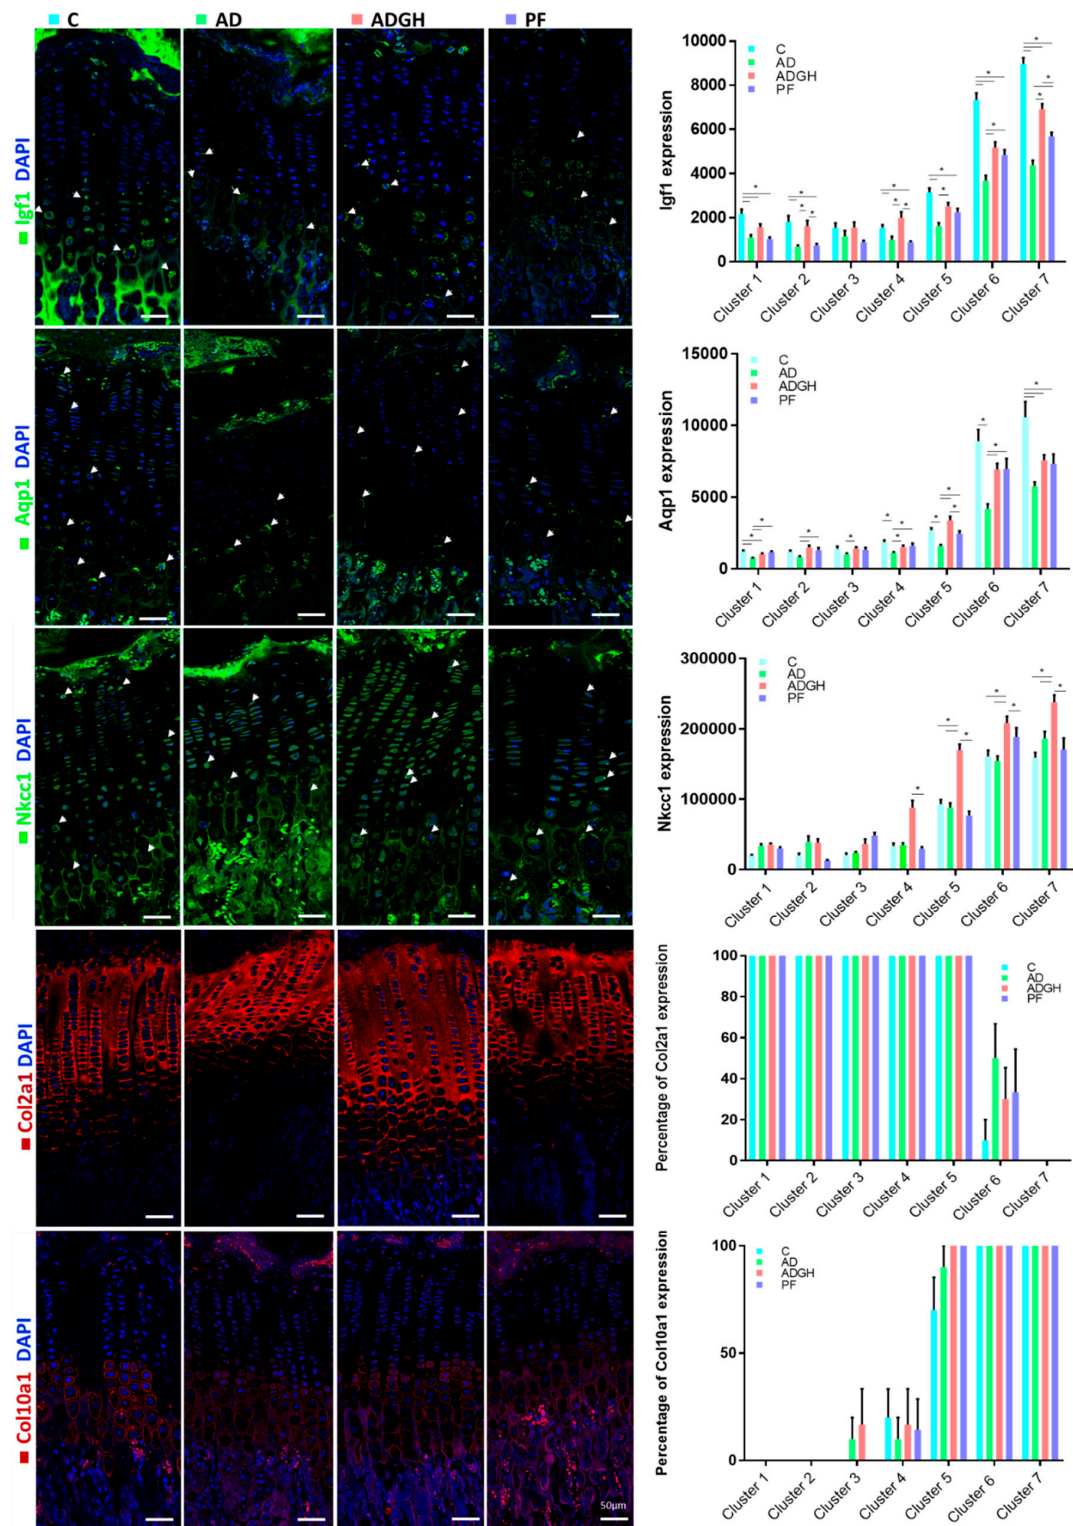 C AD ADGH PF
Igf1 DAPI
Aqp1 DAPI
Nkcc1 DAPI
Col2a1 DAPI
Col10a1 DAPI
50µm
Igf1 expression
10000
8000
6000
4000
2000
0
C
AD
ADGH
PF
* * * * * * * * * * * * * * *
Cluster 1 Cluster 2 Cluster 3 Cluster 4 Cluster 5 Cluster 6 Cluster 7
Aqp1 expression
15000
10000
5000
0
C
AD
ADGH
PF
* * * * * * * * * * * * *
Cluster 1 Cluster 2 Cluster 3 Cluster 4 Cluster 5 Cluster 6 Cluster 7
Nkcc1 expression
300000
200000
100000
0
C
AD
ADGH
PF
* * * * * * *
Cluster 1 Cluster 2 Cluster 3 Cluster 4 Cluster 5 Cluster 6 Cluster 7
Percentage of Col2a1 expression
100
80
60
40
20
0
C
AD
ADGH
PF
Cluster 1 Cluster 2 Cluster 3 Cluster 4 Cluster 5 Cluster 6 Cluster 7
Percentage of Col10a1 expression
100
50
0
C
AD
ADGH
PF
Cluster 1 Cluster 2 Cluster 3 Cluster 4 Cluster 5 Cluster 6 Cluster 7